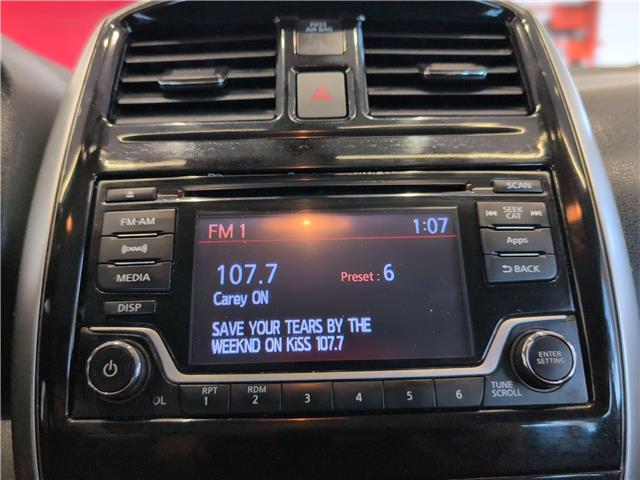 PASS
AIR BAG
SCAN
FM-AM
SEEK
CAT
XM
Apps
MEDIA
BACK
DISP
FM 1
1:07
107.7
Preset : 6
Carey ON
SAVE YOUR TEARS BY THE
WEEKND ON KiSS 107.7
ENTER
SETTING
OL
RPT
1
RDM
2
3
4
5
6
TUNE
SCROLL